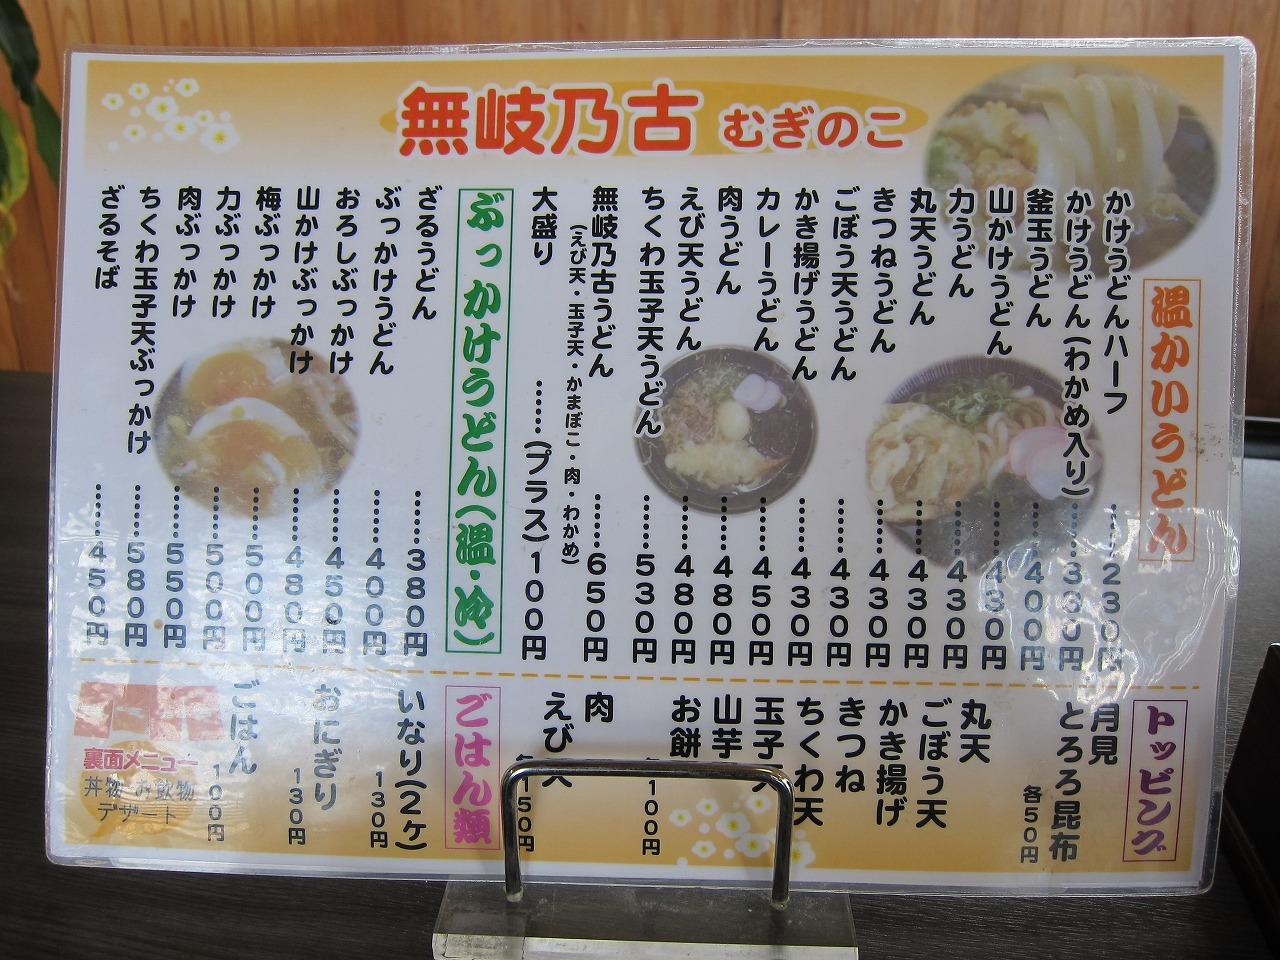 無岐乃古 むぎのこ
温かいうどん
かけうどんハーフ……230円
かけうどん(わかめ入り)……330円
釜玉うどん……400円
山かけうどん……430円
力うどん……430円
丸天うどん……430円
きつねうどん……430円
ごぼう天うどん……430円
かき揚げうどん……430円
カレーうどん……450円
肉うどん……480円
えび天うどん……480円
ちくわ玉子天うどん……530円
無岐乃古うどん……650円
(えび天・玉子天・かまぼこ・肉・わかめ)
大盛り……(プラス)100円
ぶっかけうどん(温・冷)
ざるうどん……380円
ぶっかけうどん……400円
おろしぶっかけ……450円
山かけぶっかけ……480円
梅ぶっかけ……500円
力ぶっかけ……500円
肉ぶっかけ……550円
ちくわ玉子天ぶっかけ……580円
ざるそば……450円
トッピング
月見
とろろ昆布
各50円
丸天
ごぼう天
かき揚げ
きつね
ちくわ天
玉子天
山芋
お餅
各100円
肉
えび天
各150円
ごはん類
いなり(2ケ)
130円
おにぎり
130円
ごはん
100円
裏面メニュー
丼物 お飲物
デザート